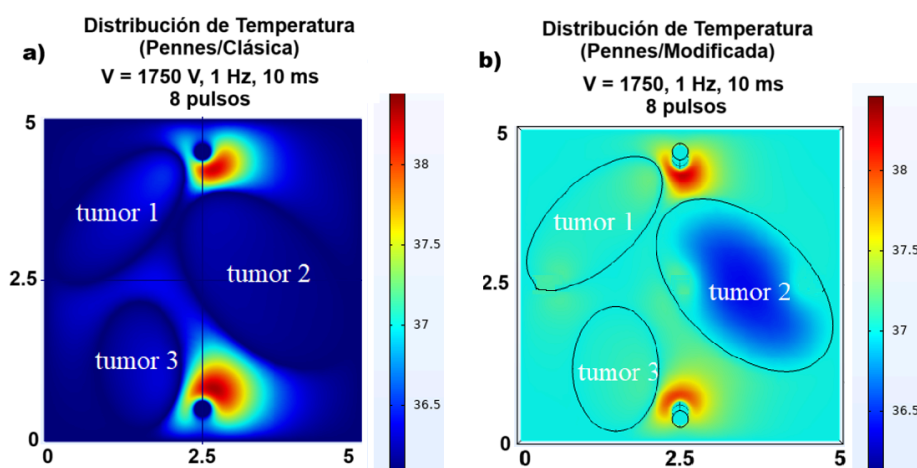 a)
Distribución de Temperatura
(Pennes/Clásica)
V = 1750 V, 1 Hz, 10 ms
8 pulsos
5
2.5
0
0
2.5
5
tumor 1
tumor 2
tumor 3
38
37.5
37
36.5
b)
Distribución de Temperatura
(Pennes/Modificada)
V = 1750, 1 Hz, 10 ms
8 pulsos
5
2.5
0
0
2.5
5
tumor 1
tumor 2
tumor 3
38
37.5
37
36.5